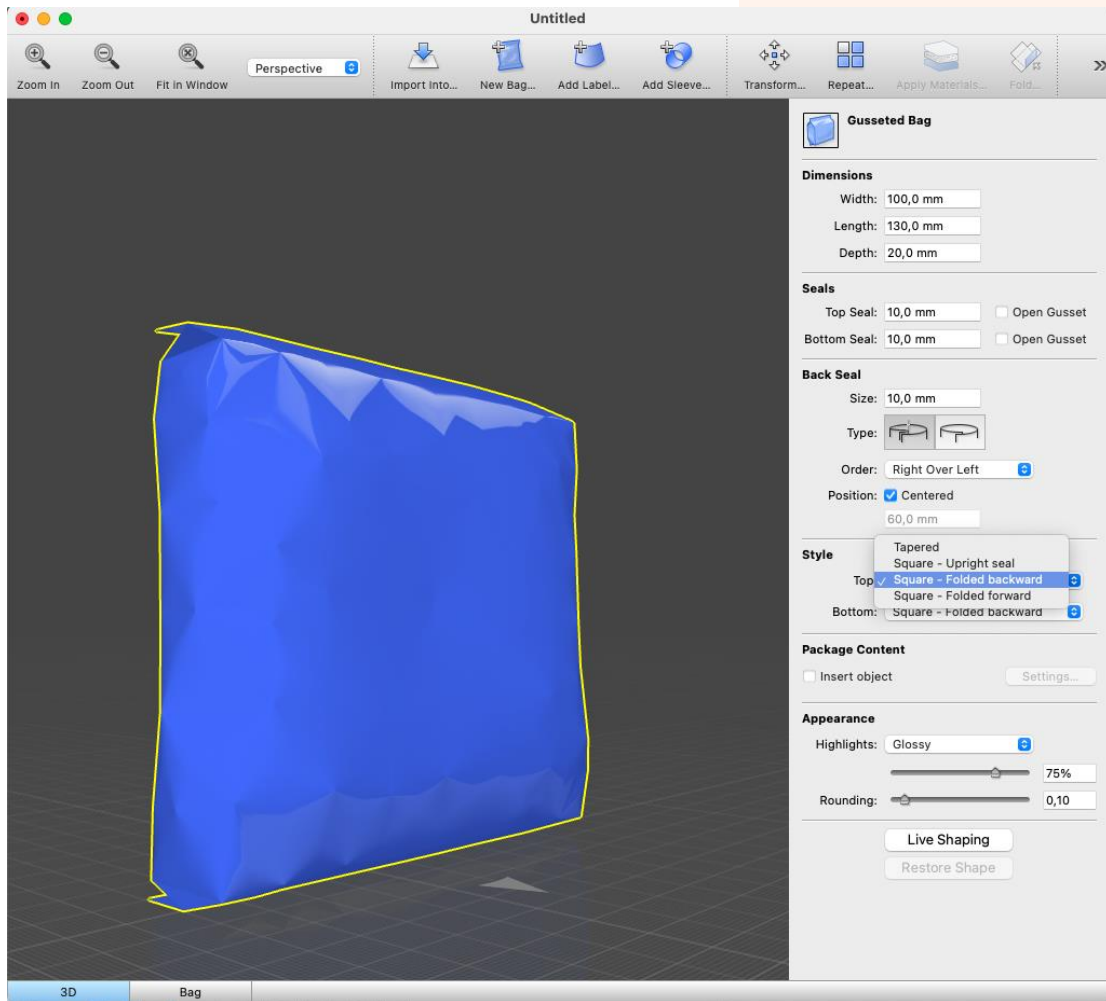 Untitled
Zoom In
Zoom Out
Fit in Window
Perspective
Import Into...
New Bag...
Add Label...
Add Sleeve...
Transform...
Repeat...
Apply Materials...
Fold...
Gusseted Bag
Dimensions
Width: 100,0 mm
Length: 130,0 mm
Depth: 20,0 mm
Seals
Top Seal: 10,0 mm Open Gusset
Bottom Seal: 10,0 mm Open Gusset
Back Seal
Size: 10,0 mm
Type:
Order: Right Over Left
Position: Centered
60,0 mm
Style
Tapered
Square - Upright seal
Top ✓ Square - Folded backward
Square - Folded forward
Bottom: Square - Folded backward
Package Content
Insert object Settings...
Appearance
Highlights: Glossy
75%
Rounding: 0,10
Live Shaping
Restore Shape
3D Bag